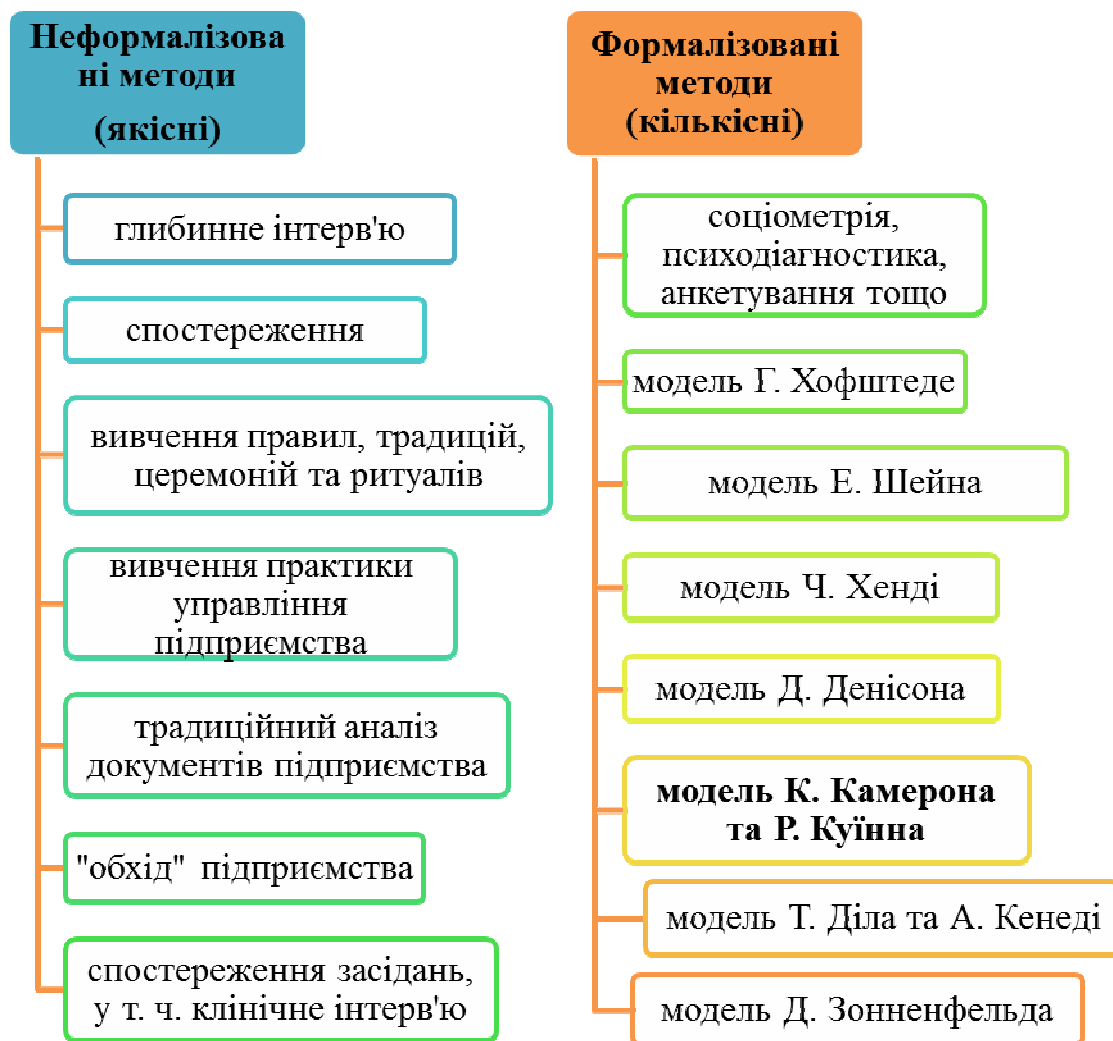 Неформалізова
ні методи
(якісні)
глибинне інтерв'ю
спостереження
вивчення правил, традицій,
церемоній та ритуалів
вивчення практики
управління
підприємства
традиційний аналіз
документів підприємства
"обхід" підприємства
спостереження засідань,
у т. ч. клінічне інтерв'ю
Формалізовані
методи
(кількісні)
соціометрія,
психодіагностика,
анкетування тощо
модель Г. Хофштеде
модель Е. Шейна
модель Ч. Хенді
модель Д. Денісона
модель К. Камерона
та Р. Куїнна
модель Т. Діла та А. Кенеді
модель Д. Зонненфельда